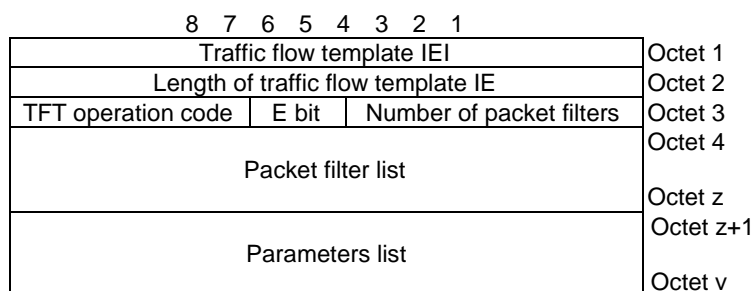 8 7 6 5 4 3 2 1
Traffic flow template IEI Octet 1
Length of traffic flow template IE Octet 2
TFT operation code E bit Number of packet filters Octet 3
Octet 4
Packet filter list
Octet z
Octet z+1
Parameters list
Octet v